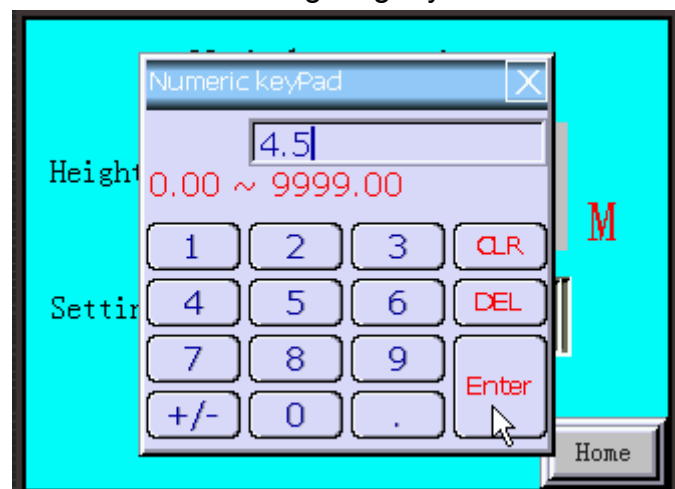 Numeric keyPad
4.5
Height
0.00 ~ 9999.00
M
1 2 3 CLR
4 5 6 DEL
7 8 9
Enter
+/- 0 .
Home